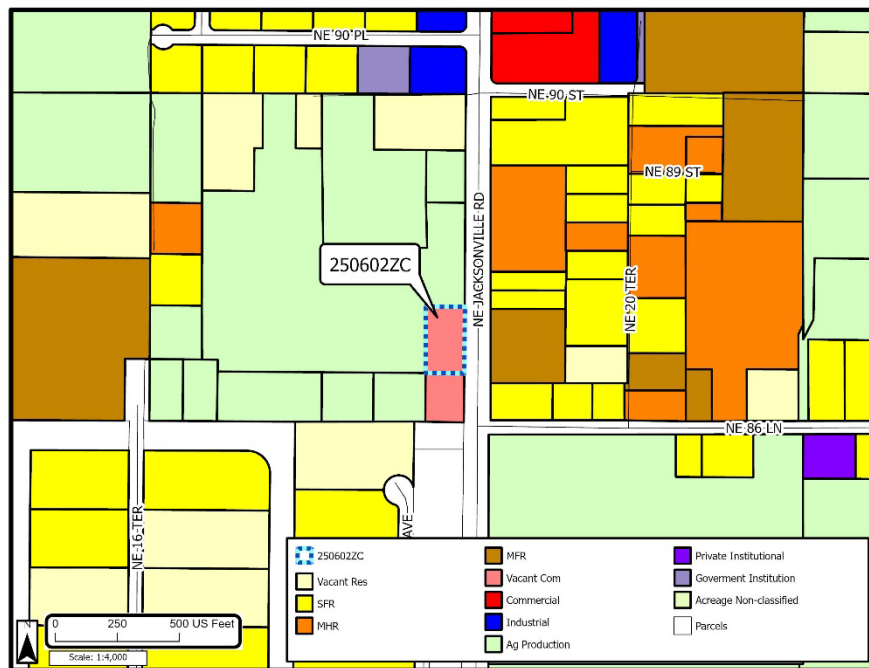 NE 90 PL
NE 90 ST
NE 89 ST
NE JACKSONVILLE RD
250602ZC
NE 20 TER
NE 86 LN
NE 16 TER
AVE
250602ZC
Vacant Res
SFR
MHR
MFR
Vacant Com
Commercial
Industrial
Ag Production
Private Institutional
Goverment Institution
Acreage Non-classified
Parcels
N
0 250 500 US Feet
Scale: 1:4,000